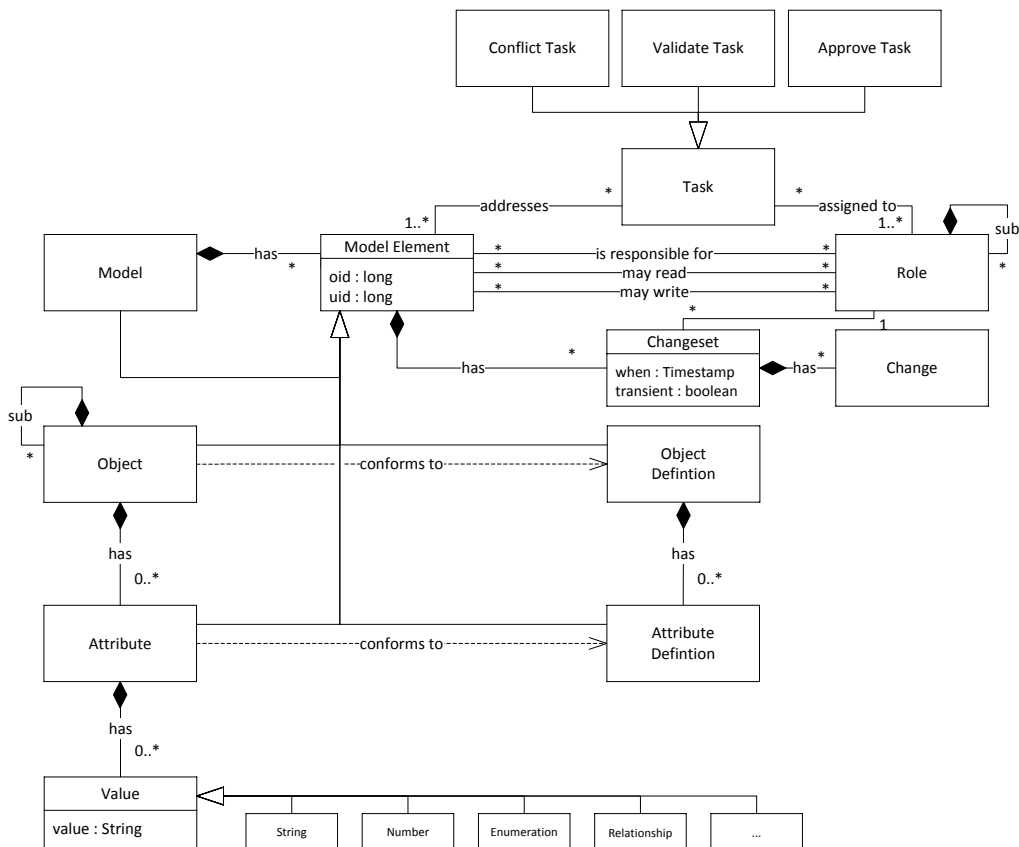 Conflict Task
Validate Task
Approve Task
Task
*
*
addresses
assigned to
1..*
1..*
sub
*
Model
has
*
Model Element
oid : long
uid : long
*
is responsible for
*
*
may read
*
*
may write
*
Role
*
1
has
*
Changeset
when : Timestamp
transient : boolean
has
*
Change
sub
*
Object
conforms to
Object
Defintion
has
0..*
has
0..*
Attribute
conforms to
Attribute
Defintion
has
0..*
Value
value : String
String
Number
Enumeration
Relationship
...